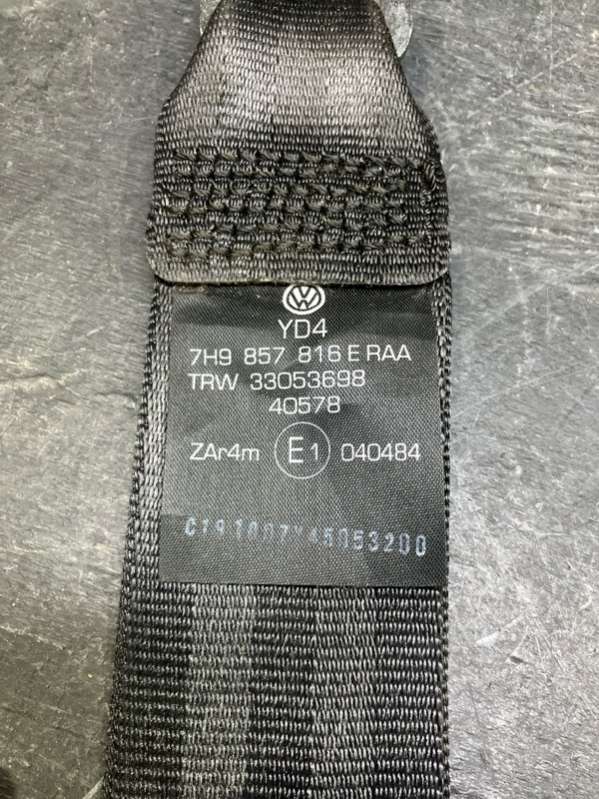 YD4
7H9 857 816 E RAA
TRW 33053698
40578
ZAr4m E1 040484